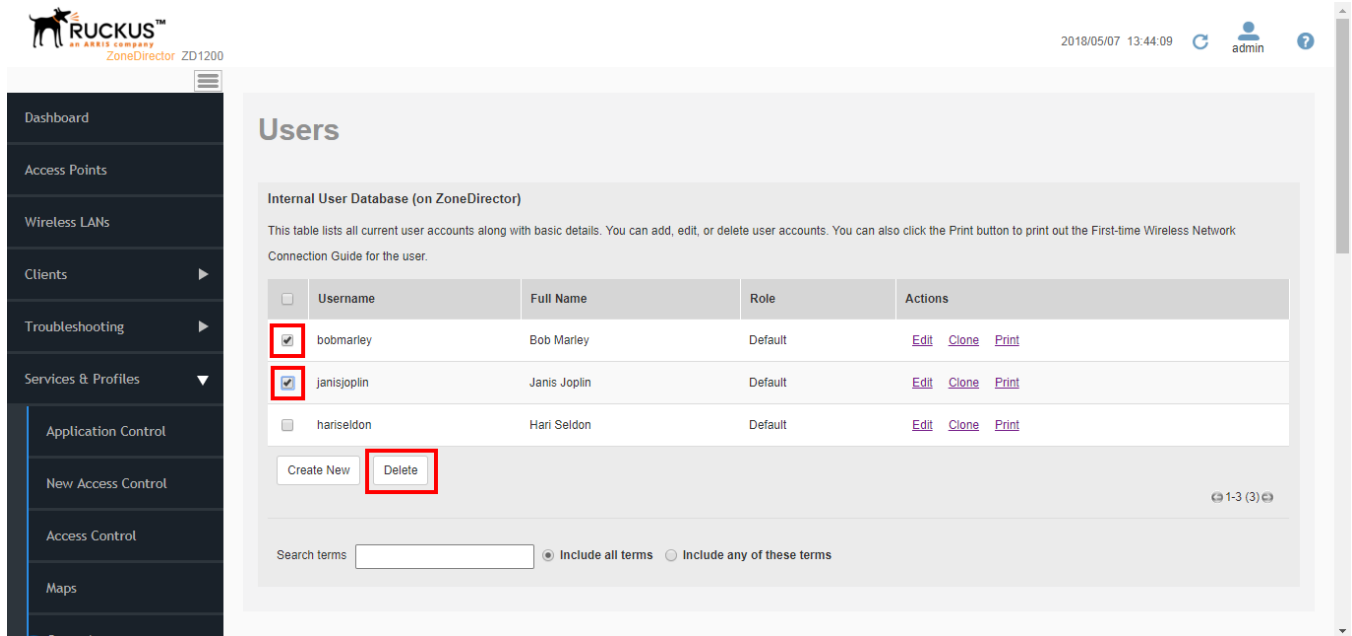 RUCKUS™
an ARRIS company
ZoneDirector ZD1200
2018/05/07 13:44:09
admin
?
Dashboard
Access Points
Wireless LANs
Clients
Troubleshooting
Services & Profiles
Application Control
New Access Control
Access Control
Maps
Users
Internal User Database (on ZoneDirector)
This table lists all current user accounts along with basic details. You can add, edit, or delete user accounts. You can also click the Print button to print out the First-time Wireless Network
Connection Guide for the user.
Username Full Name Role Actions
bobmarley Bob Marley Default Edit Clone Print
janisjoplin Janis Joplin Default Edit Clone Print
hariseldon Hari Seldon Default Edit Clone Print
Create New Delete
1-3 (3)
Search terms Include all terms Include any of these terms